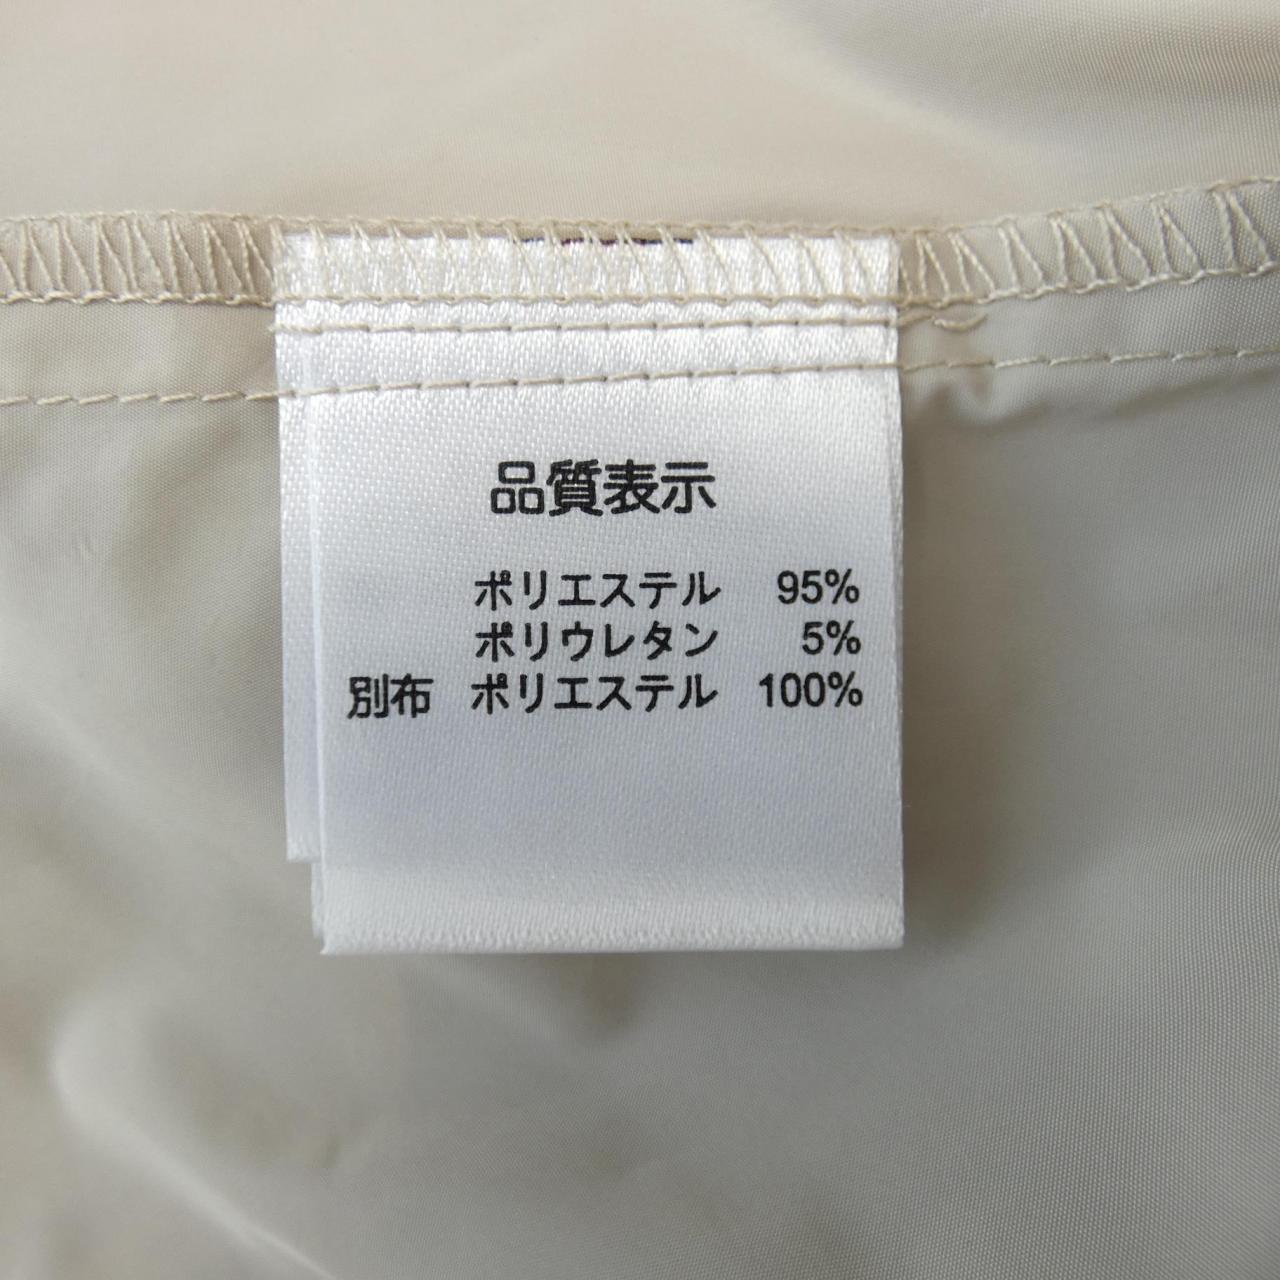 品質表示
ポリエステル 95%
ポリウレタン 5%
別布 ポリエステル 100%